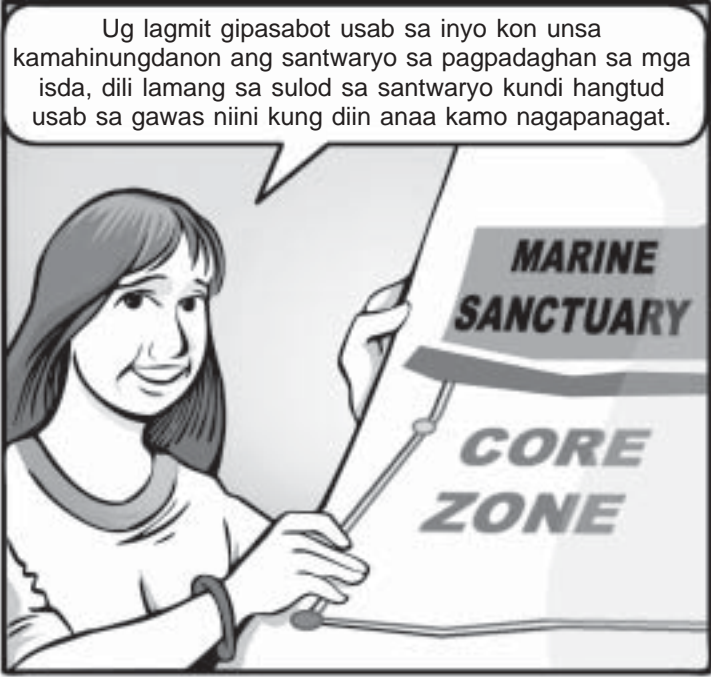 Ug lagmit gipasabot usab sa inyo kon unsa
kamahinungdanon ang santwaryo sa pagpadaghan sa mga
isda, dili lamang sa sulod sa santwaryo kundi hangtud
usab sa gawas niini kung diin anaa kamo nagapanagat.
MARINE
SANCTUARY
CORE
ZONE